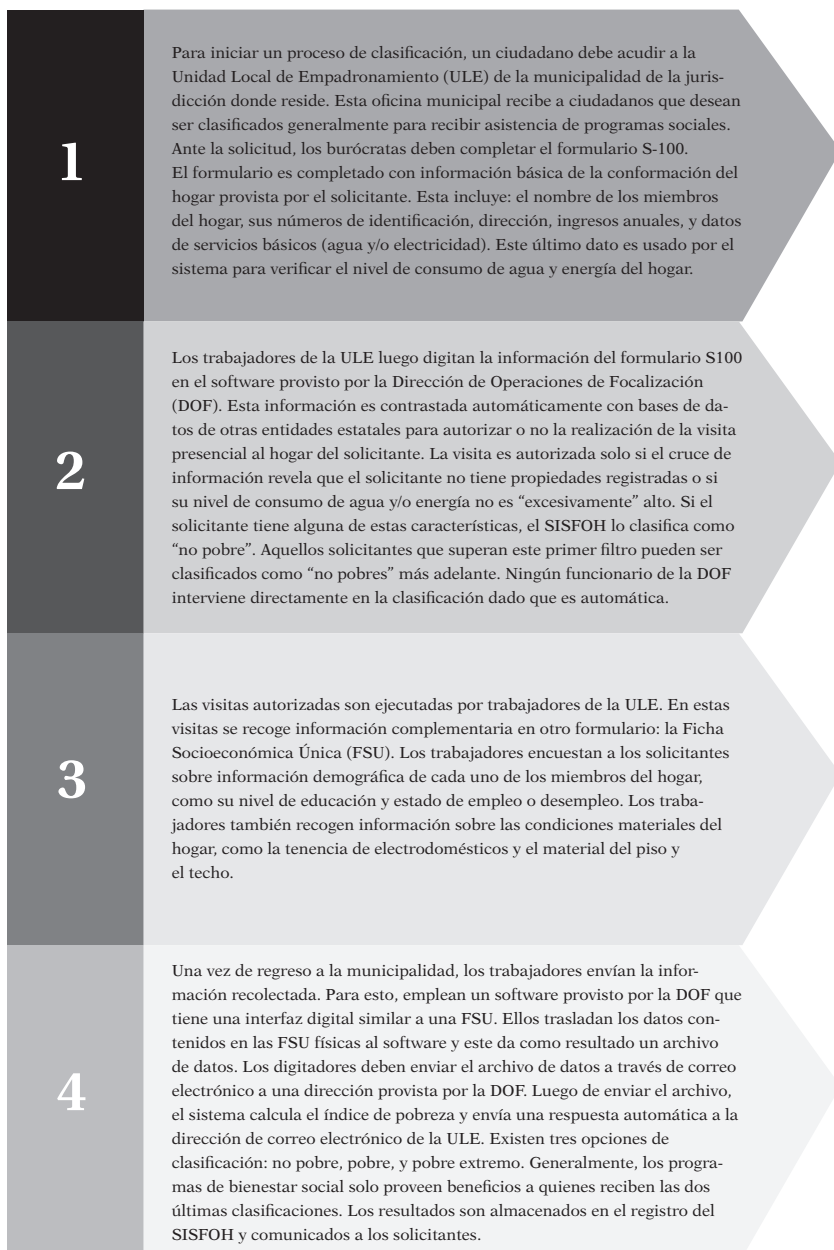 1
Para iniciar un proceso de clasificación, un ciudadano debe acudir a la
Unidad Local de Empadronamiento (ULE) de la municipalidad de la juris-
dicción donde reside. Esta oficina municipal recibe a ciudadanos que desean
ser clasificados generalmente para recibir asistencia de programas sociales.
Ante la solicitud, los burócratas deben completar el formulario S-100.
El formulario es completado con información básica de la conformación del
hogar provista por el solicitante. Esta incluye: el nombre de los miembros
del hogar, sus números de identificación, dirección, ingresos anuales, y datos
de servicios básicos (agua y/o electricidad). Este último dato es usado por el
sistema para verificar el nivel de consumo de agua y energía del hogar.
2
Los trabajadores de la ULE luego digitan la información del formulario S100
en el software provisto por la Dirección de Operaciones de Focalización
(DOF). Esta información es contrastada automáticamente con bases de da-
tos de otras entidades estatales para autorizar o no la realización de la visita
presencial al hogar del solicitante. La visita es autorizada solo si el cruce de
información revela que el solicitante no tiene propiedades registradas o si
su nivel de consumo de agua y/o energía no es “excesivamente” alto. Si el
solicitante tiene alguna de estas características, el SISFOH lo clasifica como
“no pobre”. Aquellos solicitantes que superan este primer filtro pueden ser
clasificados como “no pobres” más adelante. Ningún funcionario de la DOF
interviene directamente en la clasificación dado que es automática.
3
Las visitas autorizadas son ejecutadas por trabajadores de la ULE. En estas
visitas se recoge información complementaria en otro formulario: la Ficha
Socioeconómica Única (FSU). Los trabajadores encuestan a los solicitantes
sobre información demográfica de cada uno de los miembros del hogar,
como su nivel de educación y estado de empleo o desempleo. Los traba-
jadores también recogen información sobre las condiciones materiales del
hogar, como la tenencia de electrodomésticos y el material del piso y
el techo.
4
Una vez de regreso a la municipalidad, los trabajadores envían la infor-
mación recolectada. Para esto, emplean un software provisto por la DOF que
tiene una interfaz digital similar a una FSU. Ellos trasladan los datos con-
tenidos en las FSU físicas al software y este da como resultado un archivo
de datos. Los digitadores deben enviar el archivo de datos a través de correo
electrónico a una dirección provista por la DOF. Luego de enviar el archivo,
el sistema calcula el índice de pobreza y envía una respuesta automática a la
dirección de correo electrónico de la ULE. Existen tres opciones de
clasificación: no pobre, pobre, y pobre extremo. Generalmente, los progra-
mas de bienestar social solo proveen beneficios a quienes reciben las dos
últimas clasificaciones. Los resultados son almacenados en el registro del
SISFOH y comunicados a los solicitantes.